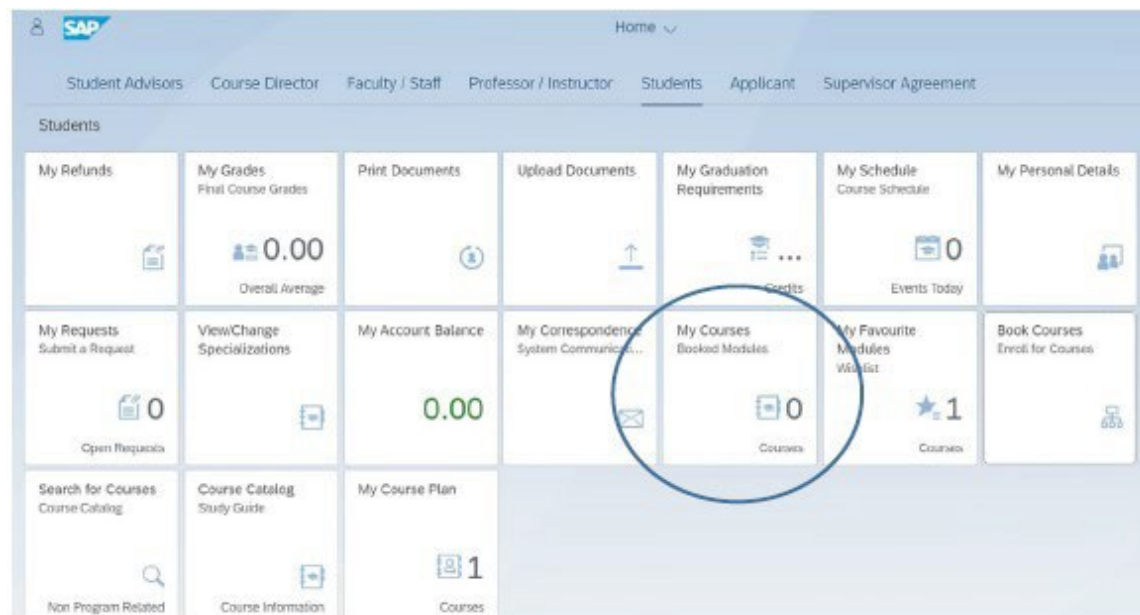 SAP
Home
Student Advisors Course Director Faculty / Staff Professor / Instructor Students Applicant Supervisor Agreement
Students
My Refunds
My Grades
Final Course Grades
0.00
Overall Average
Print Documents
Upload Documents
My Graduation
Requirements
...
Credits
My Schedule
Course Schedule
0
Events Today
My Personal Details
My Requests
Submit a Request
0
Open Requests
View/Change
Specializations
My Account Balance
0.00
My Correspondence
System Communicat...
My Courses
Booked Modules
0
Courses
My Favourite
Modules
Wishlist
1
Courses
Book Courses
Enroll for Courses
Search for Courses
Course Catalog
Non Program Related
Course Catalog
Study Guide
Course Information
My Course Plan
1
Courses